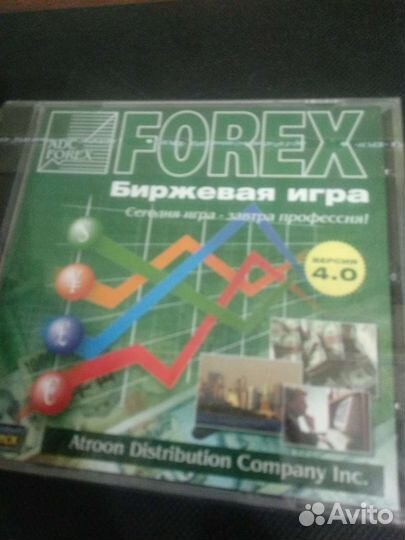 ADC
FOREX
FOREX
Биржевая игра
Сегодня игра - завтра профессия!
ВЕРСИЯ
4.0
$
¥
£
€
Atroon Distribution Company Inc.
Avito